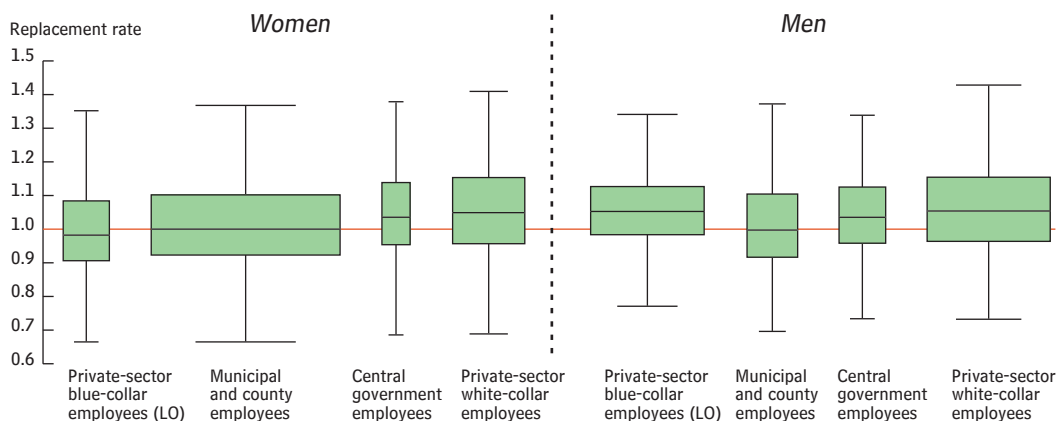 Women
Men
Replacement rate
1.5
1.4
1.3
1.2
1.1
1.0
0.9
0.8
0.7
0.6
Private-sector
blue-collar
employees (LO)
Municipal
and county
employees
Central
government
employees
Private-sector
white-collar
employees
Private-sector
blue-collar
employees (LO)
Municipal
and county
employees
Central
government
employees
Private-sector
white-collar
employees